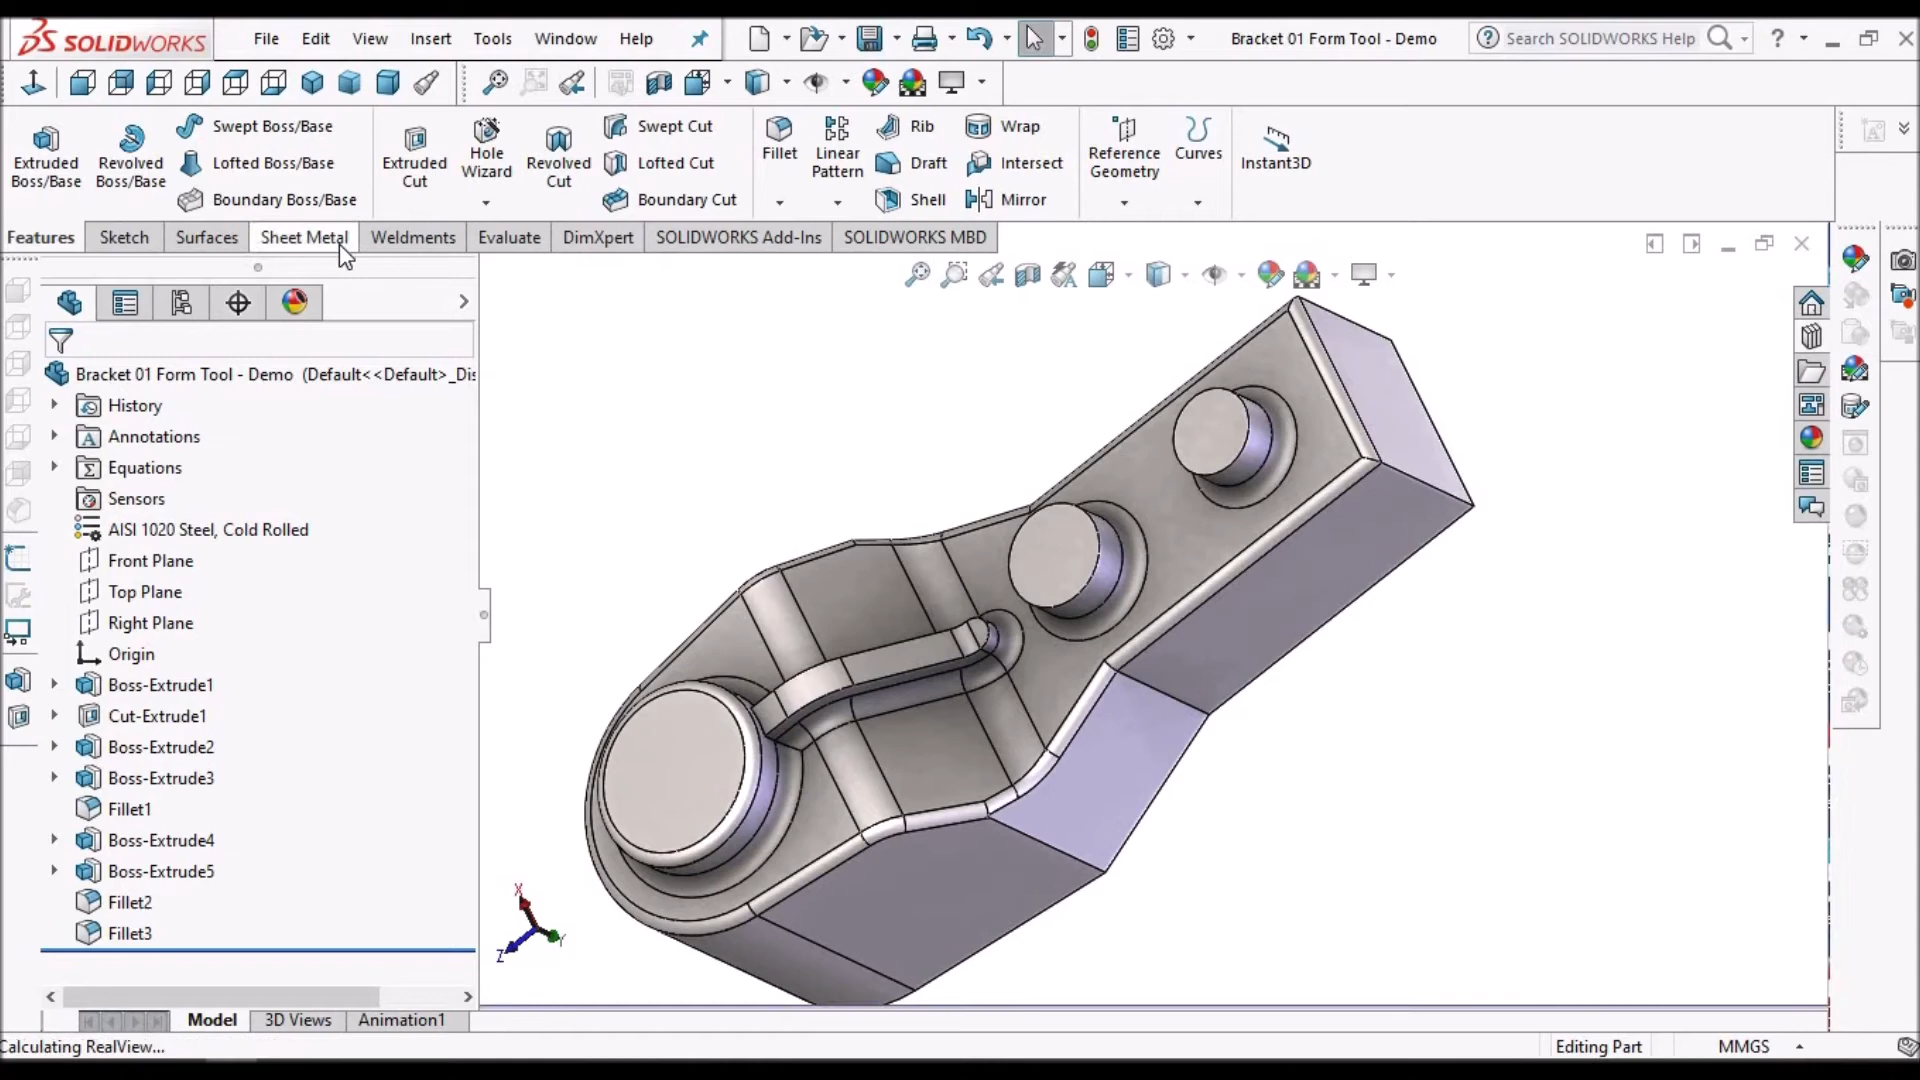 SOLIDWORKS File Edit View Insert Tools Window Help Bracket 01 Form Tool - Demo Search SOLIDWORKS Help
Extruded Boss/Base
Revolved Boss/Base
Swept Boss/Base
Lofted Boss/Base
Boundary Boss/Base
Extruded Cut
Hole Wizard
Revolved Cut
Swept Cut
Lofted Cut
Boundary Cut
Fillet
Linear Pattern
Rib
Draft
Shell
Wrap
Intersect
Mirror
Reference Geometry
Curves
Instant3D
Features Sketch Surfaces Sheet Metal Weldments Evaluate DimXpert SOLIDWORKS Add-Ins SOLIDWORKS MBD
Bracket 01 Form Tool - Demo (Default<<Default>_Dis
History
Annotations
Equations
Sensors
AISI 1020 Steel, Cold Rolled
Front Plane
Top Plane
Right Plane
Origin
Boss-Extrude1
Cut-Extrude1
Boss-Extrude2
Boss-Extrude3
Fillet1
Boss-Extrude4
Boss-Extrude5
Fillet2
Fillet3
X
Y
Z
Model 3D Views Animation1
Calculating RealView... Editing Part MMGS